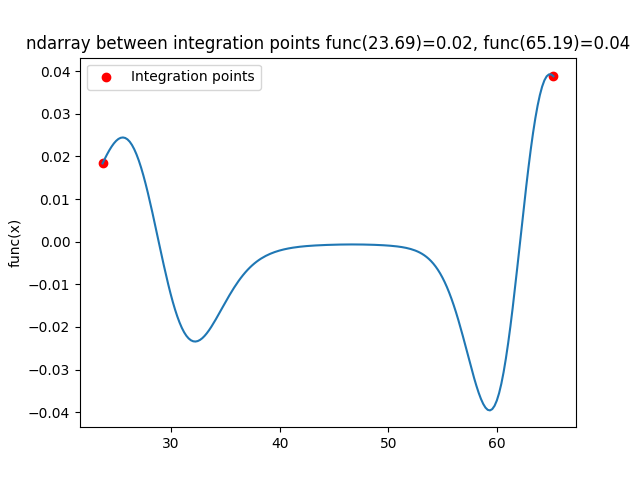 ndarray between integration points func(23.69)=0.02, func(65.19)=0.04
Integration points
func(x)
0.04
0.03
0.02
0.01
0.00
−0.01
−0.02
−0.03
−0.04
30 40 50 60